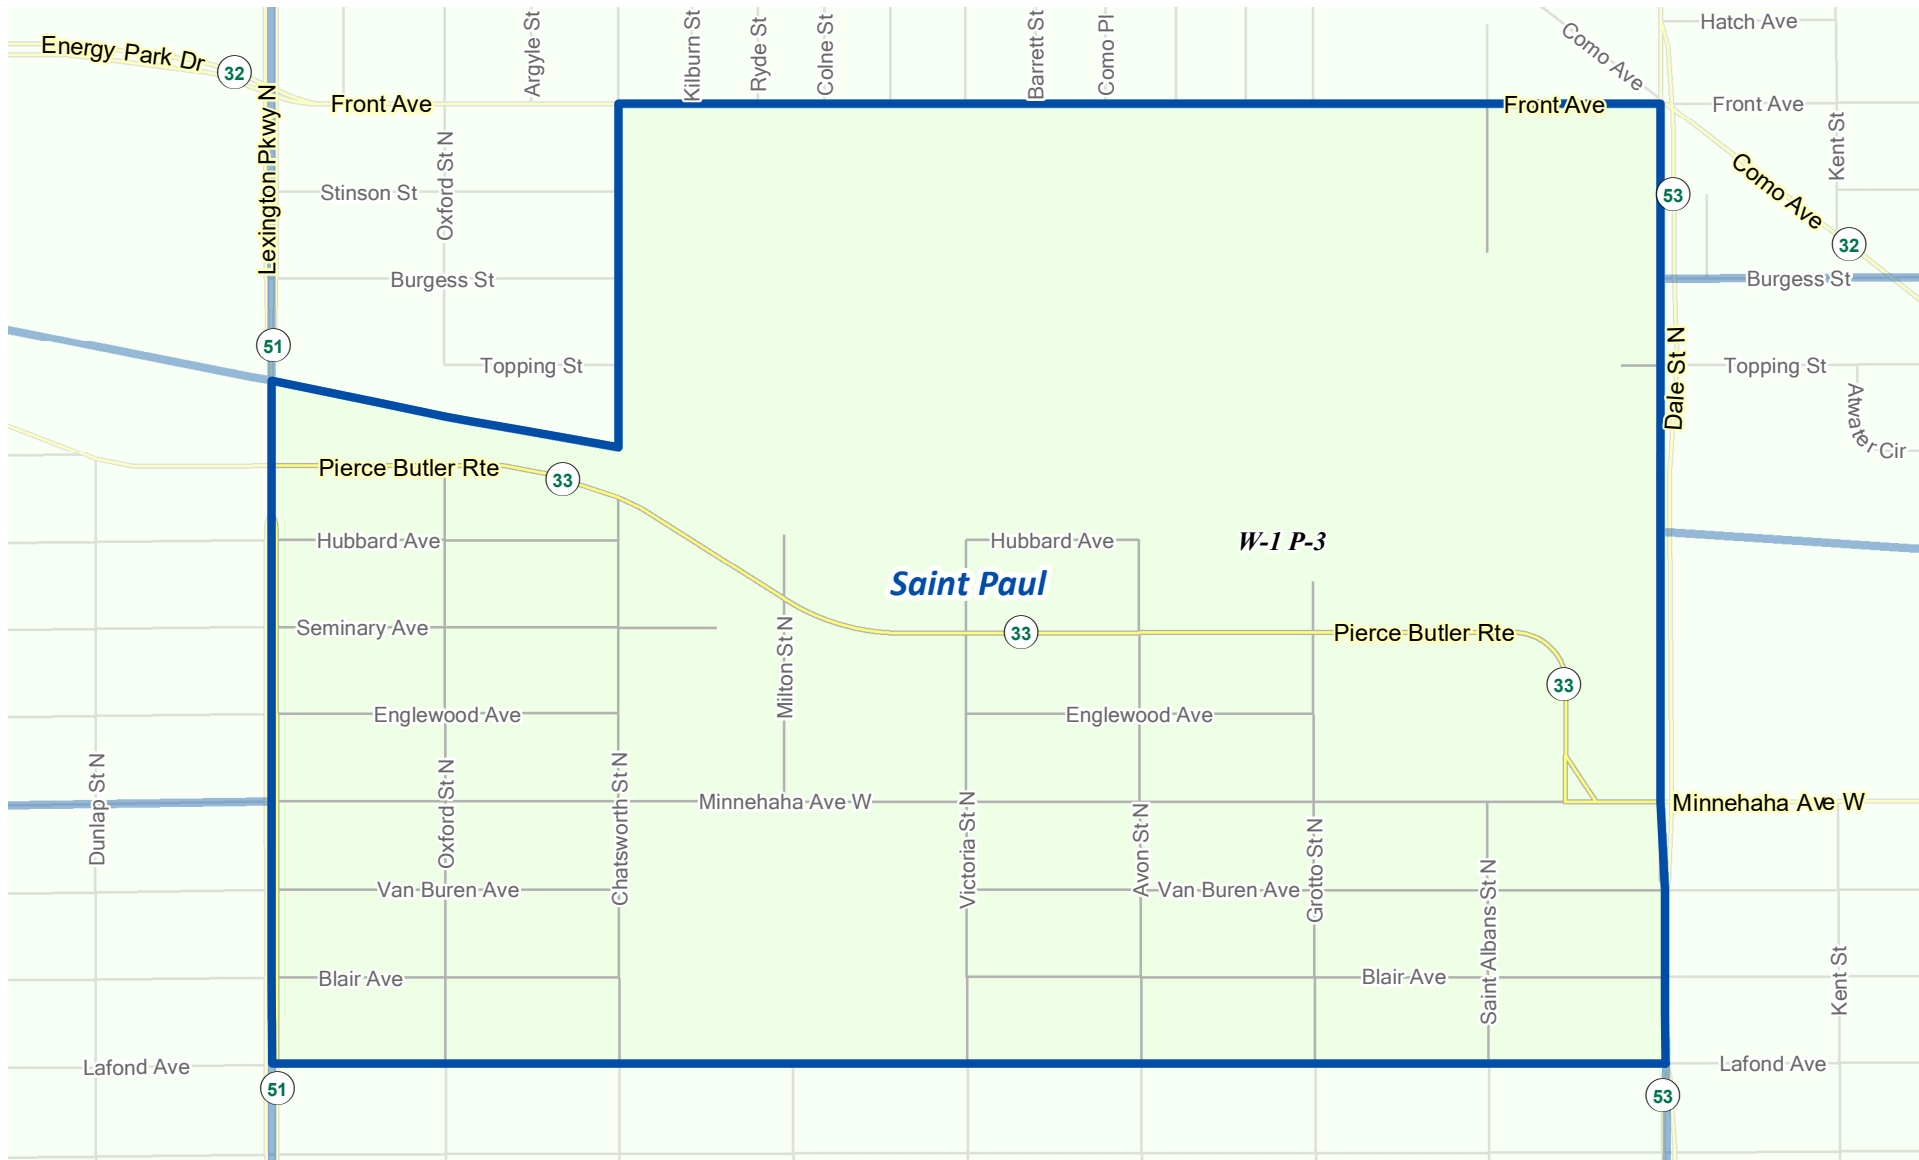 Argyle St
Kilburn St
Ryde St
Colne St
Barrett St
Como Pl
Como Ave
Hatch Ave
Energy Park Dr
32
Front Ave
Front Ave
Front Ave
Kent St
Lexington Pkwy N
Oxford St N
Stinson St
53
Como Ave
32
Burgess St
Burgess St
51
Topping St
Dale St N
Topping St
Atwater Cir
Pierce Butler Rte
33
Hubbard Ave
Hubbard Ave
W-1 P-3
Saint Paul
Seminary Ave
Milton St N
33
Pierce Butler Rte
33
Englewood Ave
Englewood Ave
Dunlap St N
Oxford St N
Chatsworth St N
Minnehaha Ave W
Victoria St N
Avon St N
Grotto St N
Minnehaha Ave W
Van Buren Ave
Van Buren Ave
Saint Albans St N
Blair Ave
Blair Ave
Kent St
Lafond Ave
Lafond Ave
51
53